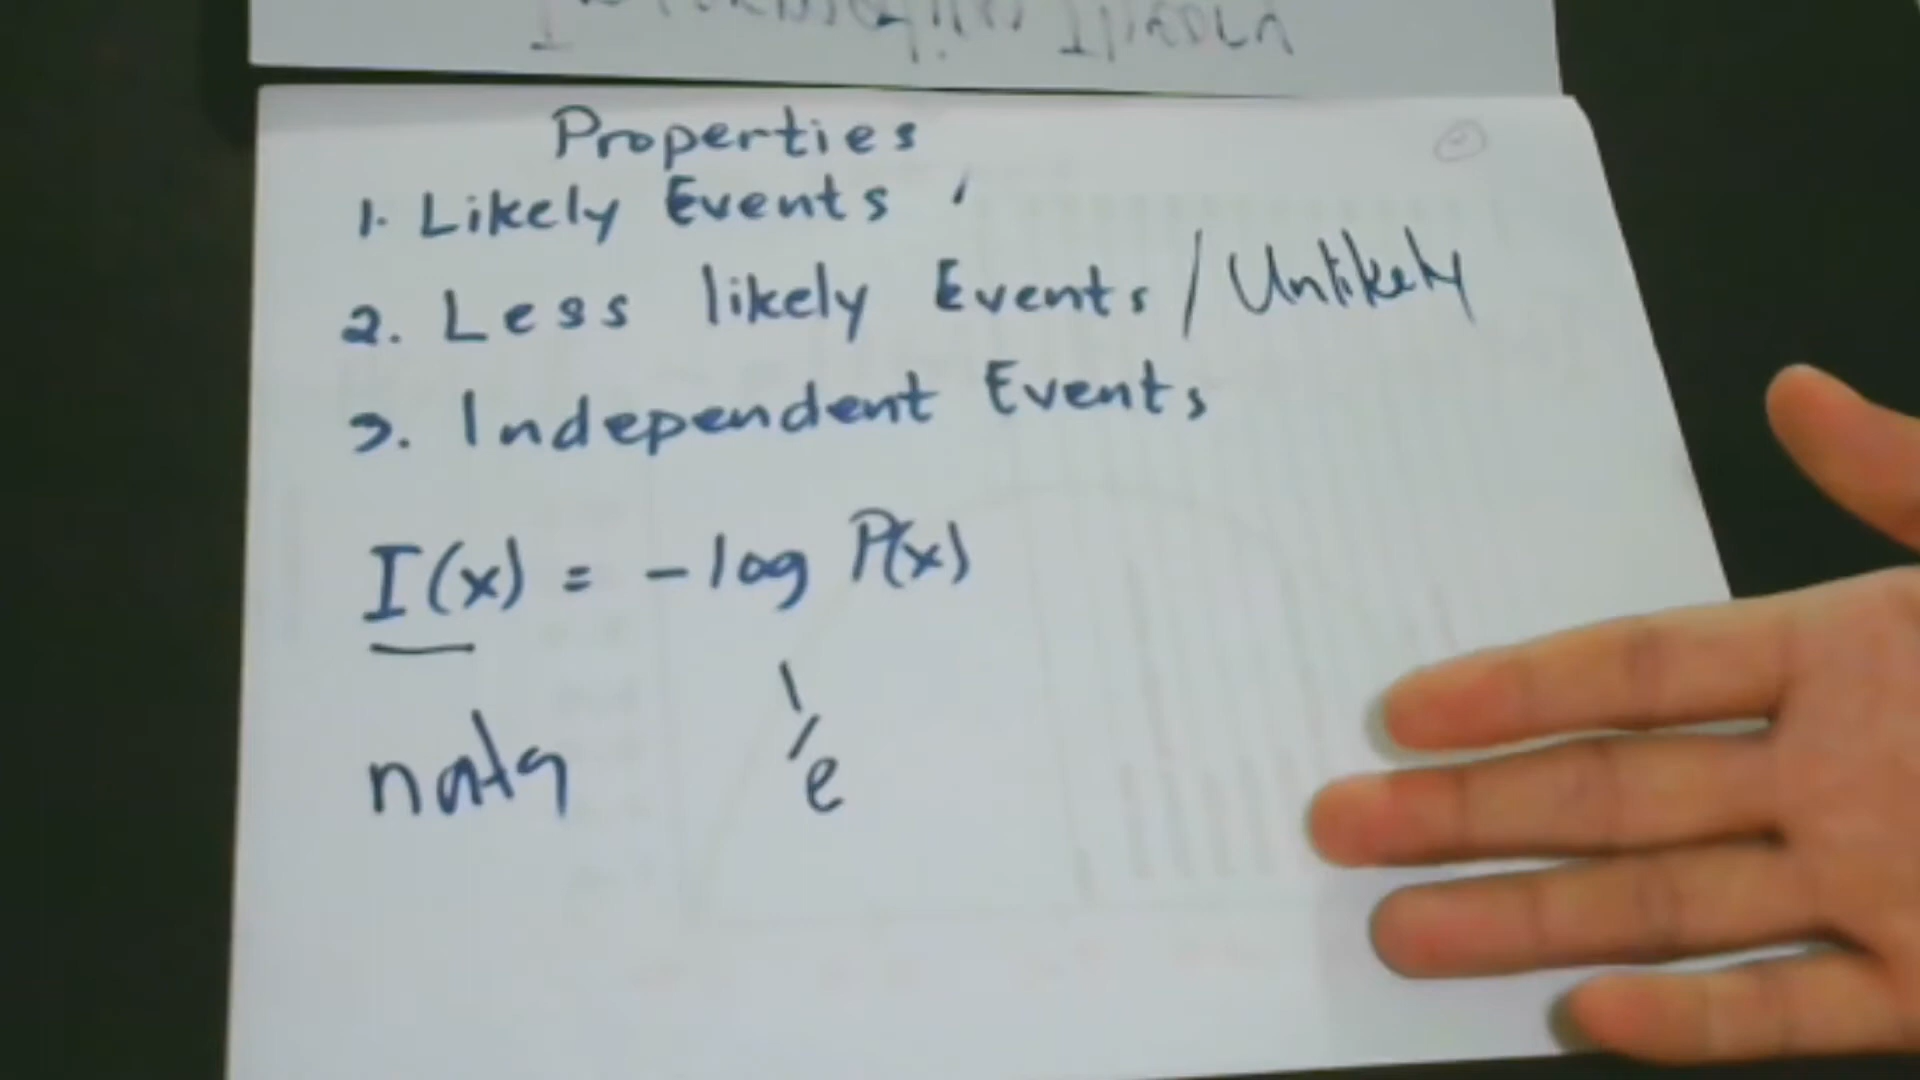 Properties
1. Likely Events
2. Less likely Events / Unlikely
3. Independent Events
I(x) = - log P(x)
nats 1/e